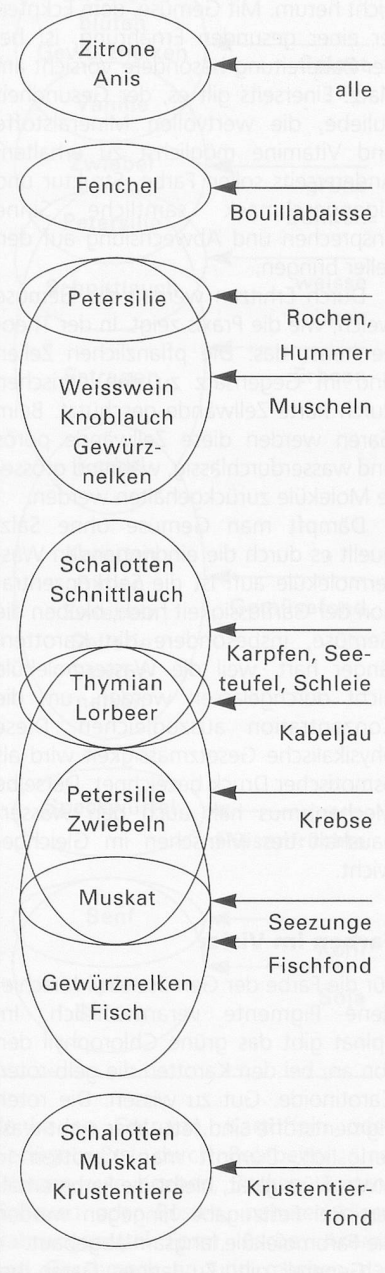 Zitrone
Anis
alle
Fenchel
Bouillabaisse
Petersilie
Rochen,
Hummer
Weisswein
Knoblauch
Gewürz-
nelken
Muscheln
Schalotten
Schnittlauch
Karpfen, See-
teufel, Schleie
Thymian
Lorbeer
Kabeljau
Petersilie
Zwiebeln
Krebse
Muskat
Seezunge
Fischfond
Gewürznelken
Fisch
Schalotten
Muskat
Krustentiere
Krustentier-
fond